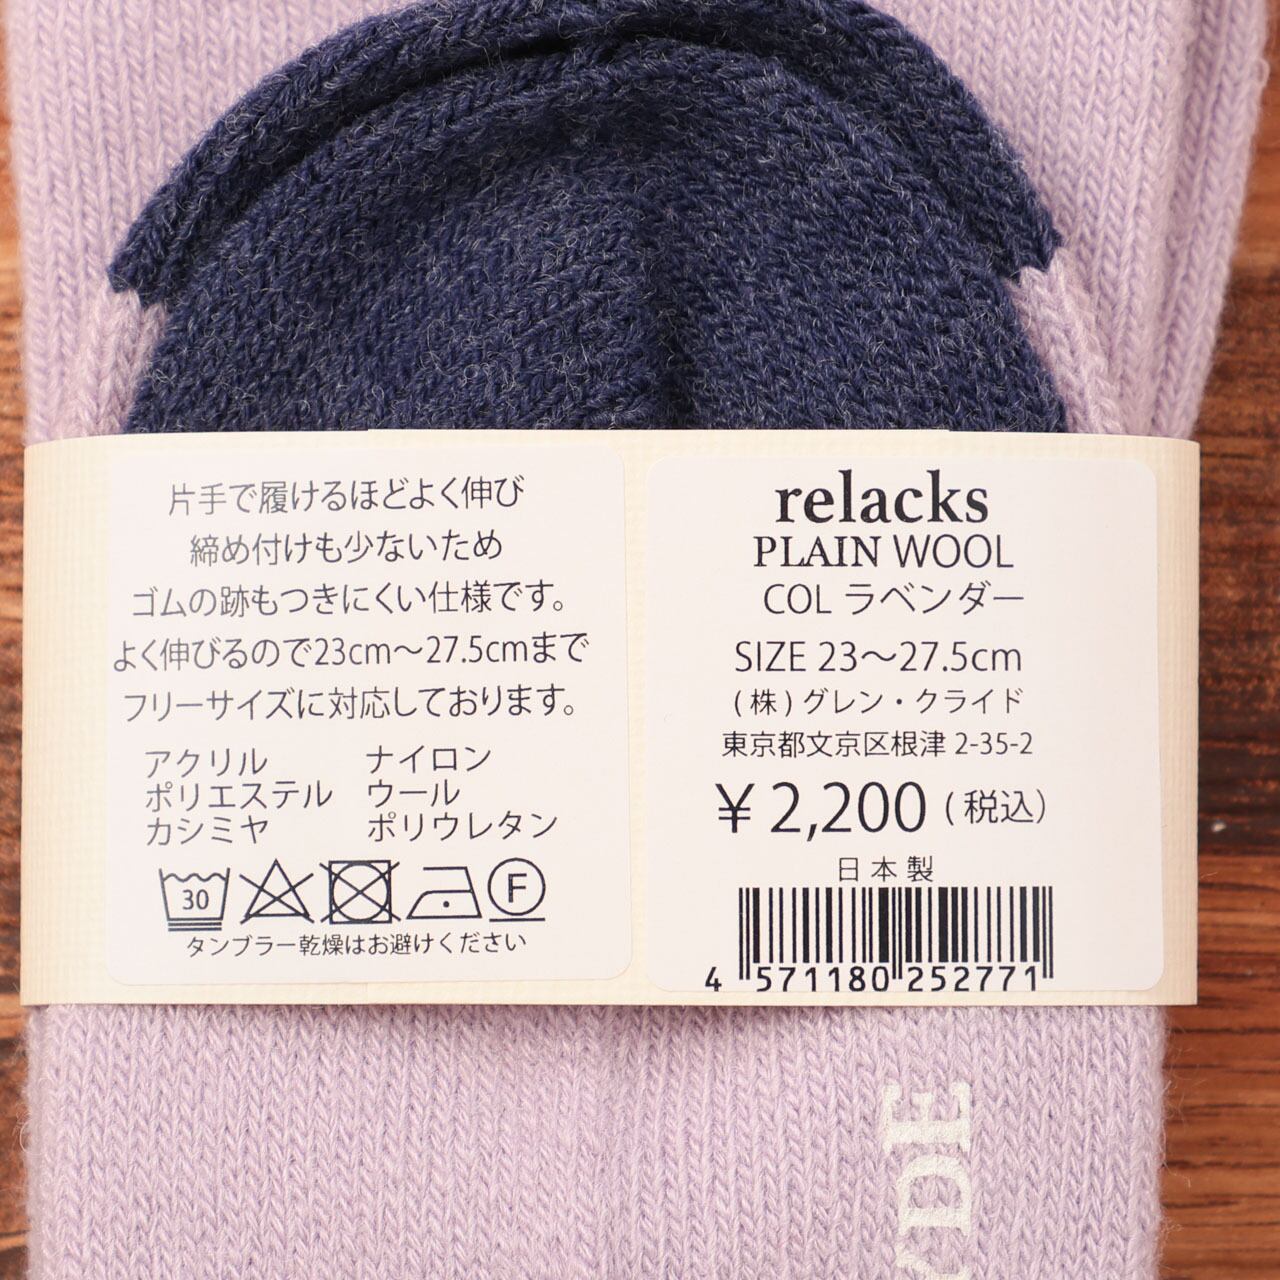 片手で履けるほどよく伸び
締め付けも少ないため
ゴムの跡もつきにくい仕様です。
よく伸びるので23cm～27.5cmまで
フリーサイズに対応しております。
アクリル ナイロン
ポリエステル ウール
カシミヤ ポリウレタン
30 F
タンブラー乾燥はお避けください
relacks
PLAIN WOOL
COL ラベンダー
SIZE 23～27.5cm
(株)グレン・クライド
東京都文京区根津 2-35-2
¥2,200 (税込)
日本製
4 571180 252771